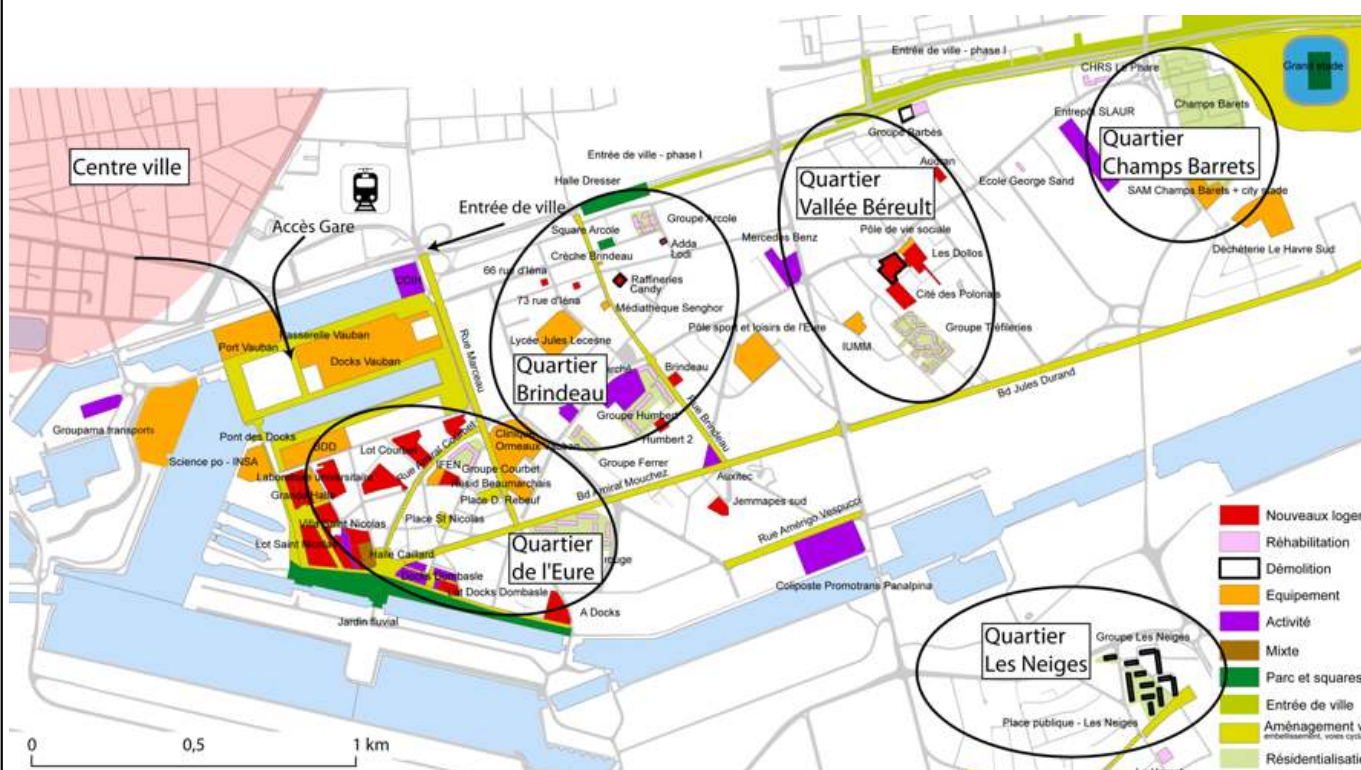 Centre ville
Accès Gare
Entrée de ville
Entrée de ville - phase I
Entrée de ville - phase I
CHRS Le Phare
Grand stade
Champs Barets
Entrepôt SLAUR
Quartier
Champs Barrets
SAM Champs Barets + city stade
Déchèterie Le Havre Sud
Groupe Barbès
Audran
Ecole George Sand
Quartier
Vallée Béreult
Pôle de vie sociale
Les Dollos
Cité des Polonais
Groupe Tréfileries
IUMM
Mercedes Benz
Halle Dresser
Groupe Arcole
Square Arcole
Adda
Lodi
Crèche Brindeau
66 rue d'Iéna
73 rue d'Iéna
Raffineries
Candy
Médiathèque Senghor
Lycée Jules Lecesne
Pôle sport et loisirs de l'Eure
Quartier
Brindeau
Brindeau
Groupe Humbert
Humbert 2
Rue Brindeau
Groupe Ferrer
Auxitec
Jemmapes sud
Bd Jules Durand
Bd Amiral Mouchez
Rue Amérigo Vespucci
Coliposte Promotrans Panalpina
CCIH
Passerelle Vauban
Port Vauban
Docks Vauban
Rue Marceau
Groupama transports
Science po - INSA
Pont des Docks
Lot Courbet
Rue Amiral Courbet
IFEN
Groupe Courbet
Clinique
Ormeaux
Résid Beaumarchais
Place D. Rebeuf
Place St Nicolas
Villa Saint Nicolas
Lot Saint Nicolas
Halle Caillard
Docks Dombasle
Lot Docks Dombasle
A Docks
Jardin fluvial
Quartier
de l'Eure
rouge
Quartier
Les Neiges
Groupe Les Neiges
Place publique - Les Neiges
Nouveaux loger
Réhabilitation
Démolition
Equipement
Activité
Mixte
Parc et squares
Entrée de ville
Aménagement v
Résidentialisati
0 0,5 1 km